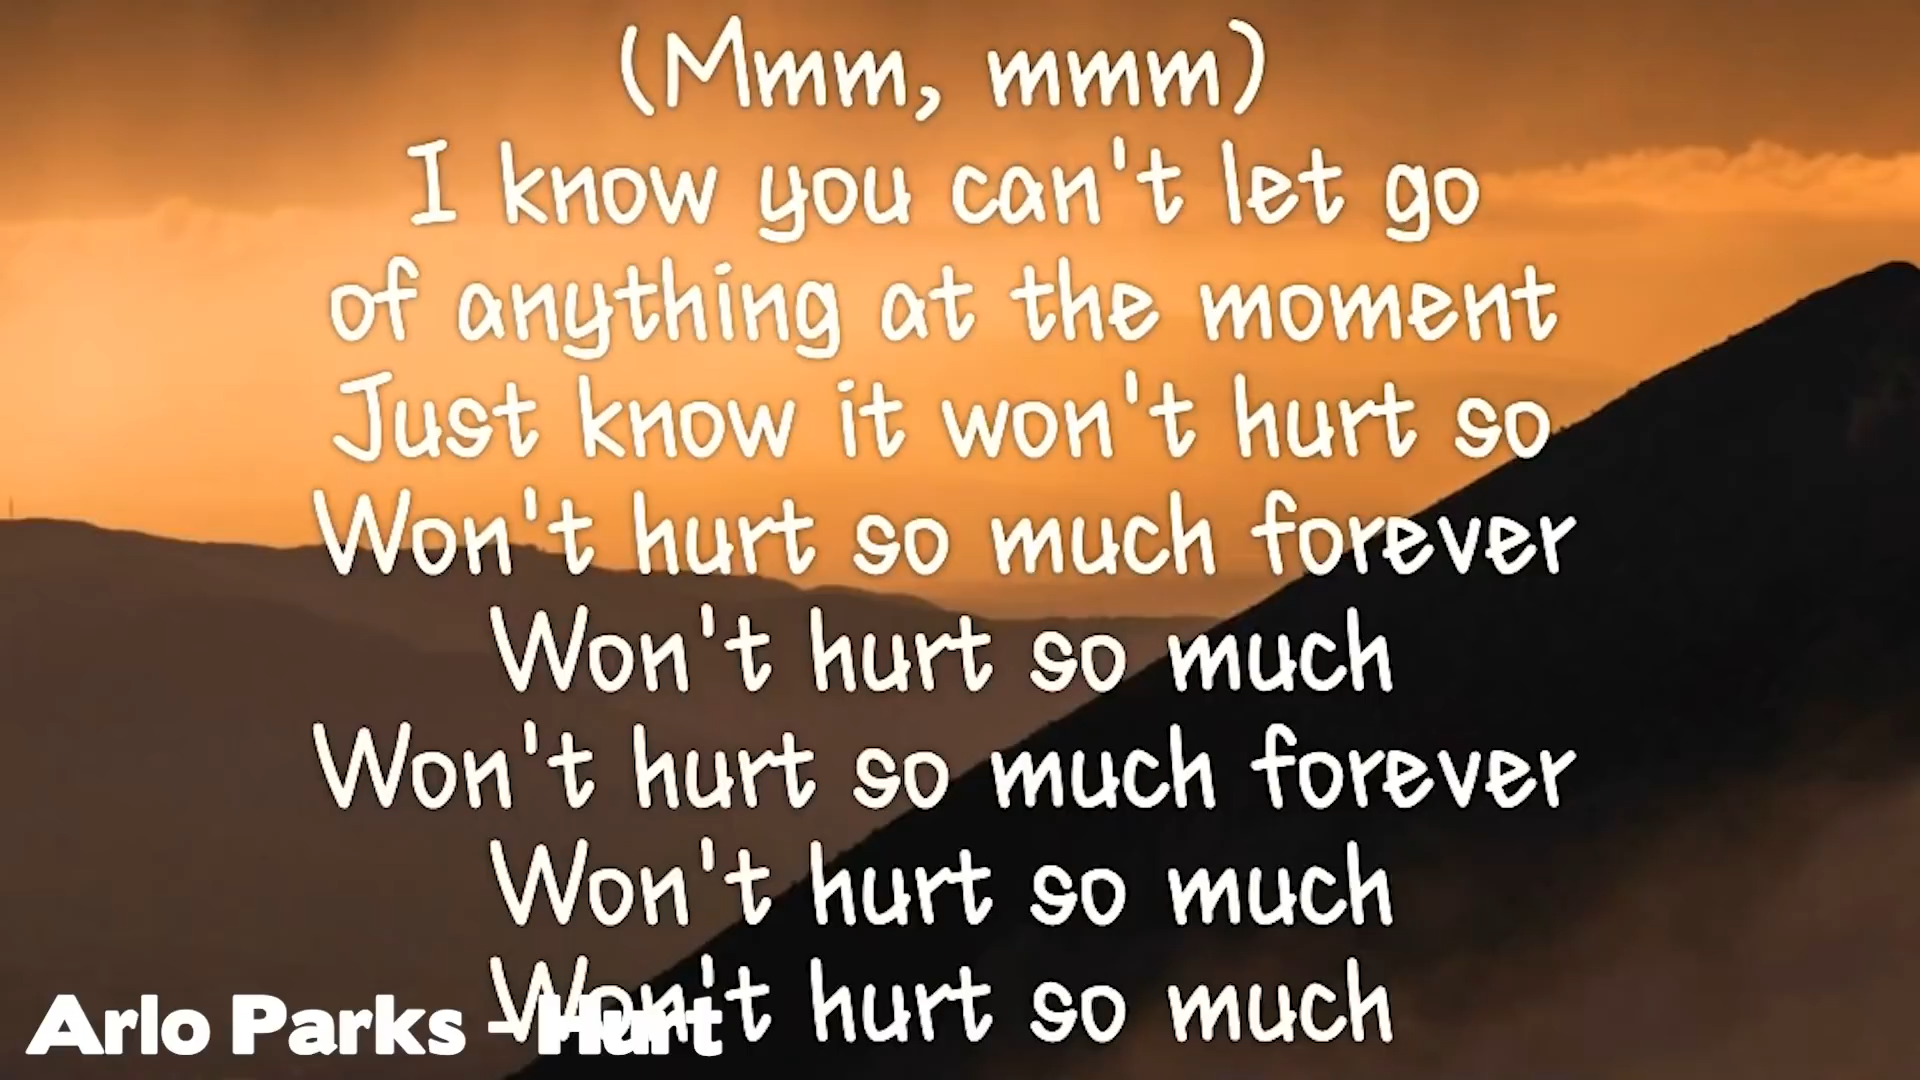 (Mmm, mmm)
I know you can't let go
of anything at the moment
Just know it won't hurt so
Won't hurt so much forever
Won't hurt so much
Won't hurt so much forever
Won't hurt so much
Won't hurt so much
Arlo Parks - Hurt